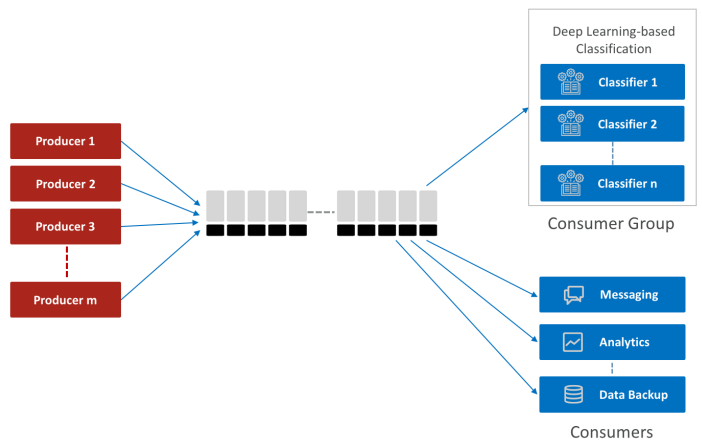 Producer 1
Producer 2
Producer 3
Producer m
Deep Learning-based
Classification
Classifier 1
Classifier 2
Classifier n
Consumer Group
Messaging
Analytics
Data Backup
Consumers